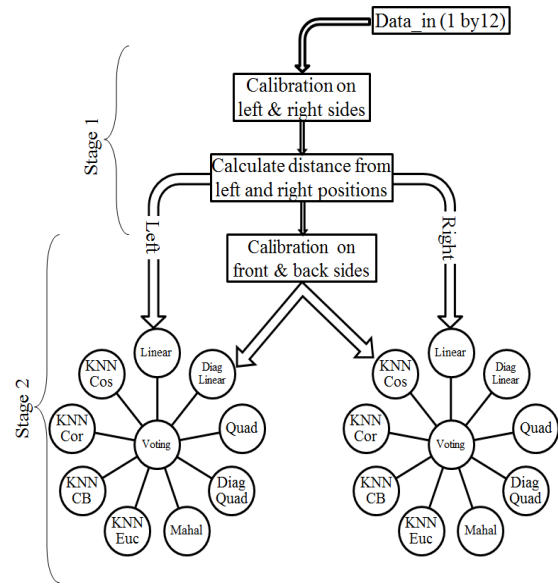 Data_in (1 by12)
Calibration on
left & right sides
Stage 1
Calculate distance from
left and right positions
Left
Right
Calibration on
front & back sides
Stage 2
Linear
Diag
Linear
Quad
Diag
Quad
Mahal
KNN
Euc
KNN
CB
KNN
Cor
KNN
Cos
Voting
Linear
Diag
Linear
Quad
Diag
Quad
Mahal
KNN
Euc
KNN
CB
KNN
Cor
KNN
Cos
Voting